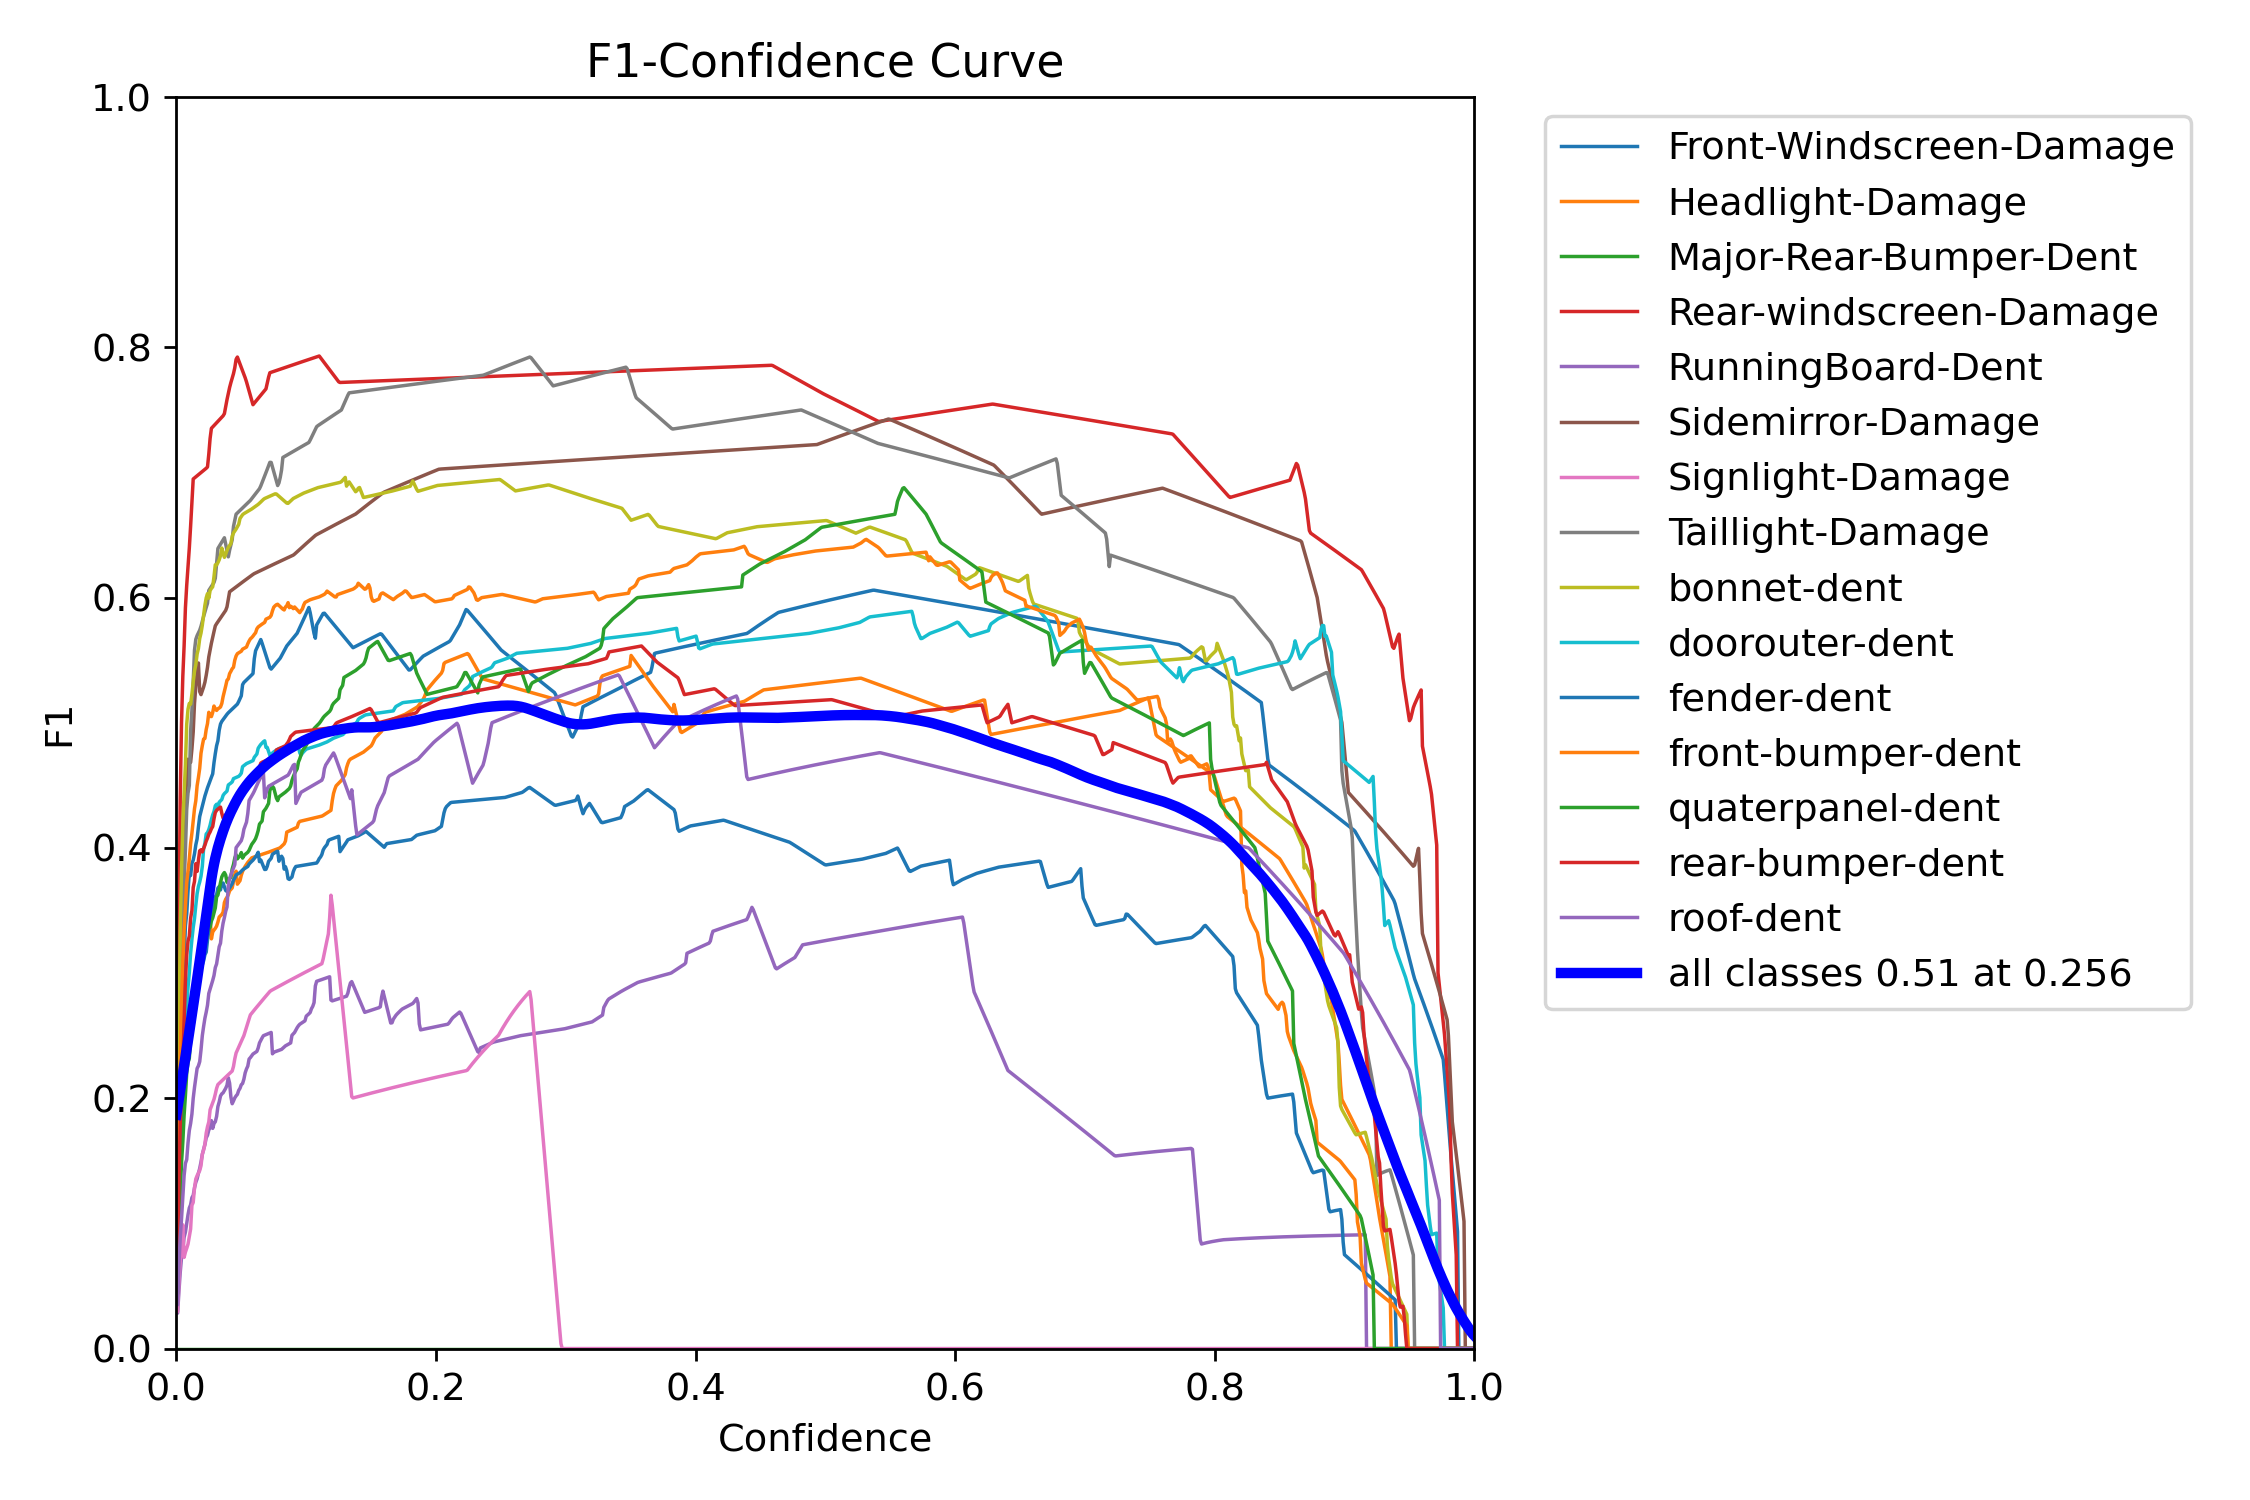 F1-Confidence Curve
1.0
0.8
0.6
0.4
0.2
0.0
F1
0.0 0.2 0.4 0.6 0.8 1.0
Confidence
Front-Windscreen-Damage
Headlight-Damage
Major-Rear-Bumper-Dent
Rear-windscreen-Damage
RunningBoard-Dent
Sidemirror-Damage
Signlight-Damage
Taillight-Damage
bonnet-dent
doorouter-dent
fender-dent
front-bumper-dent
quaterpanel-dent
rear-bumper-dent
roof-dent
all classes 0.51 at 0.256